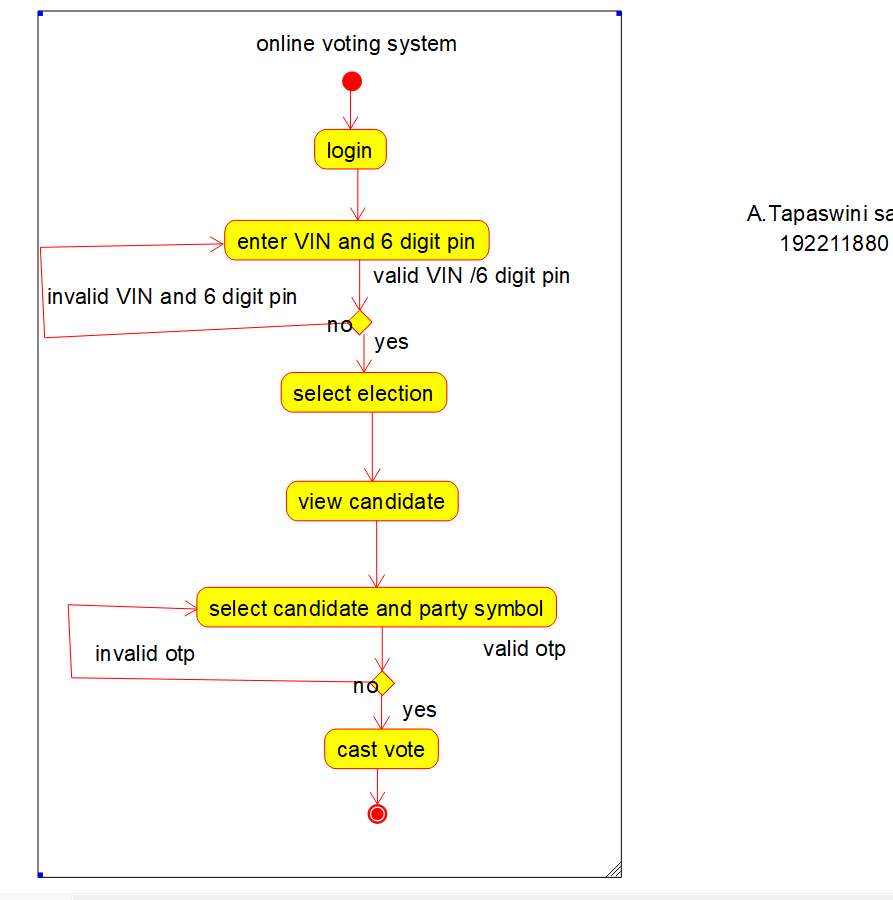 online voting system
login
A.Tapaswini sa
192211880
enter VIN and 6 digit pin
valid VIN /6 digit pin
invalid VIN and 6 digit pin
no
yes
select election
view candidate
select candidate and party symbol
valid otp
invalid otp
no
yes
cast vote